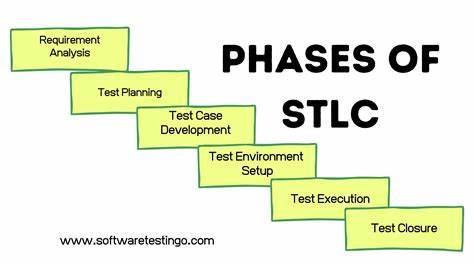 Requirement
Analysis
PHASES OF
STLC
Test Planning
Test Case
Development
Test Environment
Setup
Test Execution
Test Closure
www.softwaretestingo.com